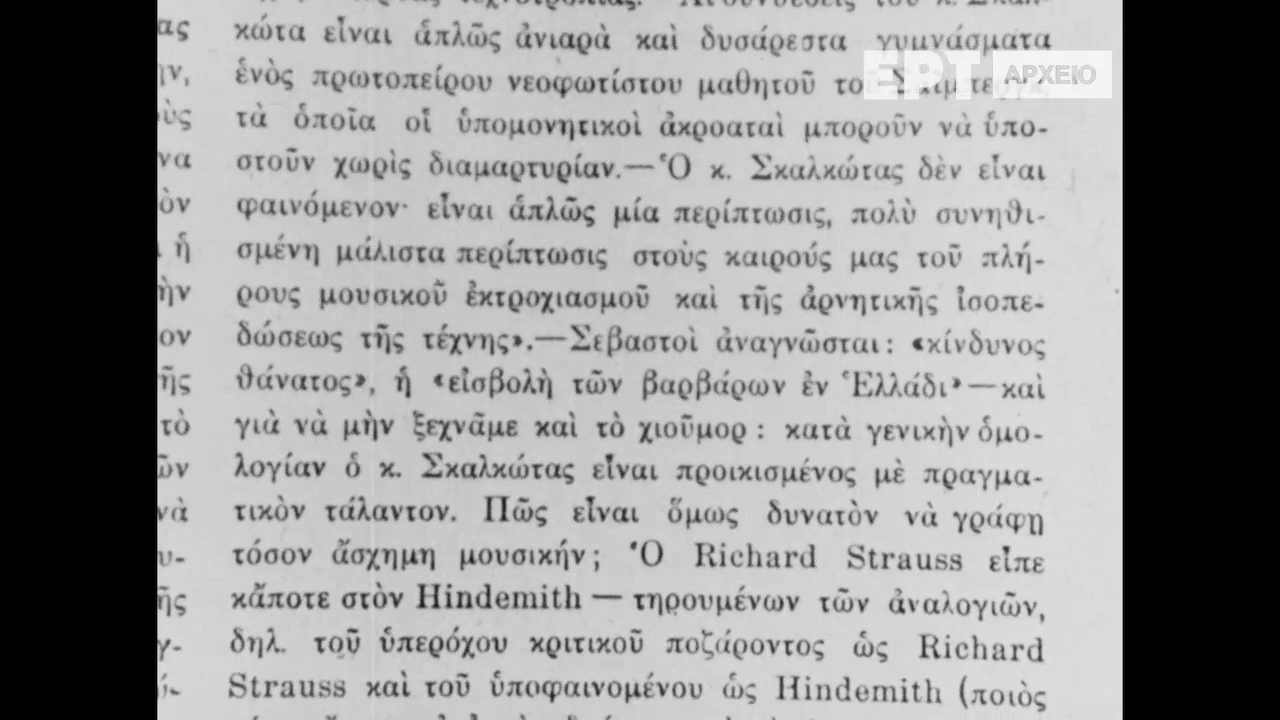 κώτα εἶναι ἁπλῶς ἀνιαρὰ καὶ δυσάρεστα γυμνάσματα
ἑνὸς πρωτοπείρου νεοφωτίστου μαθητοῦ τοῦ
τὰ ὁποῖα οἱ ὑπομονητικοὶ ἀκροαταὶ μποροῦν νὰ ὑπο-
στοῦν χωρὶς διαμαρτυρίαν.—Ὁ κ. Σκαλκώτας δὲν εἶναι
φαινόμενον· εἶναι ἁπλῶς μία περίπτωσις, πολὺ συνηθι-
σμένη μάλιστα περίπτωσις στοὺς καιρούς μας τοῦ πλή-
ρους μουσικοῦ ἐκτροχιασμοῦ καὶ τῆς ἀρνητικῆς ἰσοπε-
δώσεως τῆς τέχνης».—Σεβαστοὶ ἀναγνῶσται: «κίνδυνος
θάνατος», ἡ «εἰσβολὴ τῶν βαρβάρων ἐν Ἑλλάδι»—καὶ
γιὰ νὰ μὴν ξεχνᾶμε καὶ τὸ χιοῦμορ: κατὰ γενικὴν ὁμο-
λογίαν ὁ κ. Σκαλκώτας εἶναι προικισμένος μὲ πραγμα-
τικὸν τάλαντον. Πῶς εἶναι ὅμως δυνατὸν νὰ γράφῃ
τόσον ἄσχημη μουσικήν; Ὁ Richard Strauss εἶπε
κἄποτε στὸν Hindemith — τηρουμένων τῶν ἀναλογιῶν,
δηλ. τοῦ ὑπερόχου κριτικοῦ ποζάροντος ὡς Richard
Strauss καὶ τοῦ ὑποφαινομένου ὡς Hindemith (ποιὸς
ΕΡΤ ΑΡΧΕΙΟ